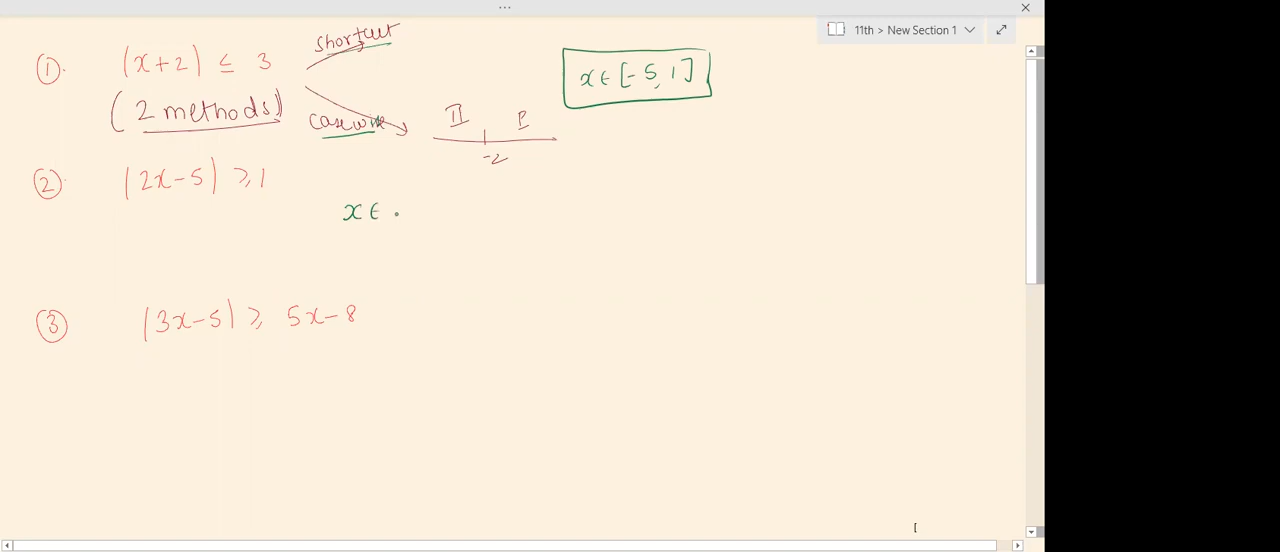 11th > New Section 1
① |x+2| ≤ 3
shortcut
(2 methods)
casewise
II I
-2
x ∈ [-5, 1]
② |2x-5| ≥ 1
x ∈ .
③ |3x-5| ≥ 5x-8
[